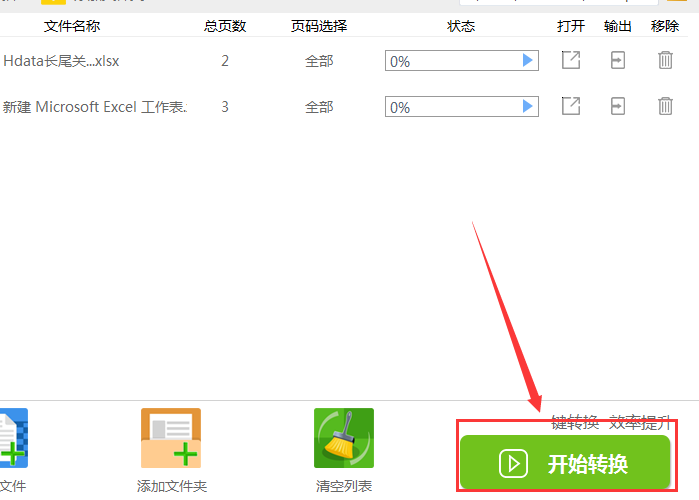 文件名称 总页数 页码选择 状态 打开 输出 移除
Hdata长尾关...xlsx 2 全部 0%
新建 Microsoft Excel 工作表. 3 全部 0%
键转换 效率提升
文件 添加文件夹 清空列表 开始转换